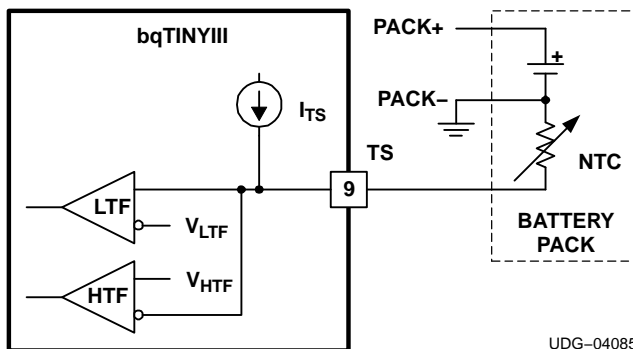 bqTINYIII
PACK+
+
PACK−
I_TS
TS
NTC
9
LTF
V_LTF
BATTERY
PACK
V_HTF
HTF
UDG−04085